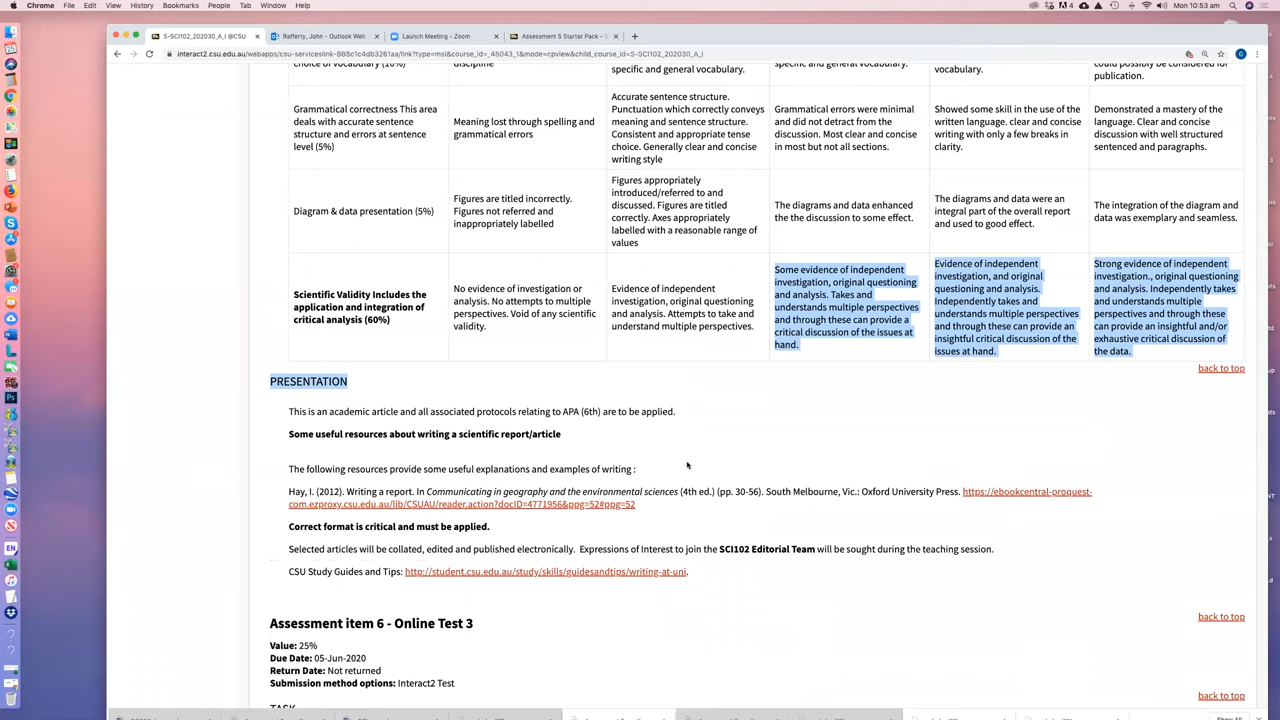 Chrome File Edit View History Bookmarks People Tab Window Help
4 Mon 10:53 am
S-SCI102_202030_A_I @CSU Rafferty, John - Outlook Web Launch Meeting - Zoom Assessment 5 Starter Pack – S
interact2.csu.edu.au/webapps/csu-serviceslink-BB5c1c4db3261aa/link?type=msi&course_id=_45043_1&mode=cpview&child_course_id=S-SCI102_202030_A_I
choice of vocabulary (10%)
discipline
specific and general vocabulary.
specific and general vocabulary.
vocabulary.
could possibly be considered for
publication.
Grammatical correctness This area
deals with accurate sentence
structure and errors at sentence
level (5%)
Meaning lost through spelling and
grammatical errors
Accurate sentence structure.
Punctuation which correctly conveys
meaning and sentence structure.
Consistent and appropriate tense
choice. Generally clear and concise
writing style
Grammatical errors were minimal
and did not detract from the
discussion. Most clear and concise
in most but not all sections.
Showed some skill in the use of the
written language. clear and concise
writing with only a few breaks in
clarity.
Demonstrated a mastery of the
language. Clear and concise
discussion with well structured
sentenced and paragraphs.
Diagram & data presentation (5%)
Figures are titled incorrectly.
Figures not referred and
inappropriately labelled
Figures appropriately
introduced/referred to and
discussed. Figures are titled
correctly. Axes appropriately
labelled with a reasonable range of
values
The diagrams and data enhanced
the the discussion to some effect.
The diagrams and data were an
integral part of the overall report
and used to good effect.
The integration of the diagram and
data was exemplary and seamless.
Scientific Validity Includes the
application and integration of
critical analysis (60%)
No evidence of investigation or
analysis. No attempts to multiple
perspectives. Void of any scientific
validity.
Evidence of independent
investigation, original questioning
and analysis. Attempts to take and
understand multiple perspectives.
Some evidence of independent
investigation, original questioning
and analysis. Takes and
understands multiple perspectives
and through these can provide a
critical discussion of the issues at
hand.
Evidence of independent
investigation, and original
questioning and analysis.
Independently takes and
understands multiple perspectives
and through these can provide an
insightful critical discussion of the
issues at hand.
Strong evidence of independent
investigation., original questioning
and analysis. Independently takes
and understands multiple
perspectives and through these
can provide an insightful and/or
exhaustive critical discussion of
the data.
back to top
PRESENTATION
This is an academic article and all associated protocols relating to APA (6th) are to be applied.
Some useful resources about writing a scientific report/article
The following resources provide some useful explanations and examples of writing :
Hay, I. (2012). Writing a report. In Communicating in geography and the environmental sciences (4th ed.) (pp. 30-56). South Melbourne, Vic.: Oxford University Press. https://ebookcentral-proquest-
com.ezproxy.csu.edu.au/lib/CSUAU/reader.action?docID=4771956&ppg=52#ppg=52
Correct format is critical and must be applied.
Selected articles will be collated, edited and published electronically. Expressions of Interest to join the SCI102 Editorial Team will be sought during the teaching session.
CSU Study Guides and Tips: http://student.csu.edu.au/study/skills/guidesandtips/writing-at-uni.
back to top
Assessment item 6 - Online Test 3
Value: 25%
Due Date: 05-Jun-2020
Return Date: Not returned
Submission method options: Interact2 Test
back to top
TASK